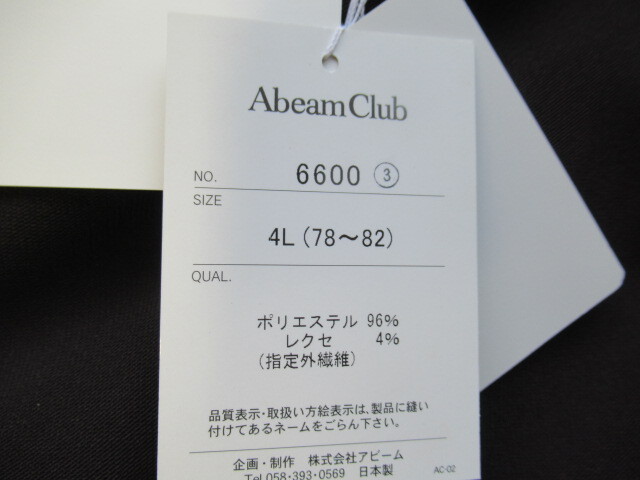 Abeam Club
NO. 6600 ③
SIZE
4L (78～82)
QUAL.
ポリエステル 96%
レクセ 4%
(指定外繊維)
品質表示・取扱い方絵表示は、製品に縫い
付けてあるネームをごらん下さい。
企画・制作 株式会社アビーム
Tel 058・393・0569 日本製 AC-02